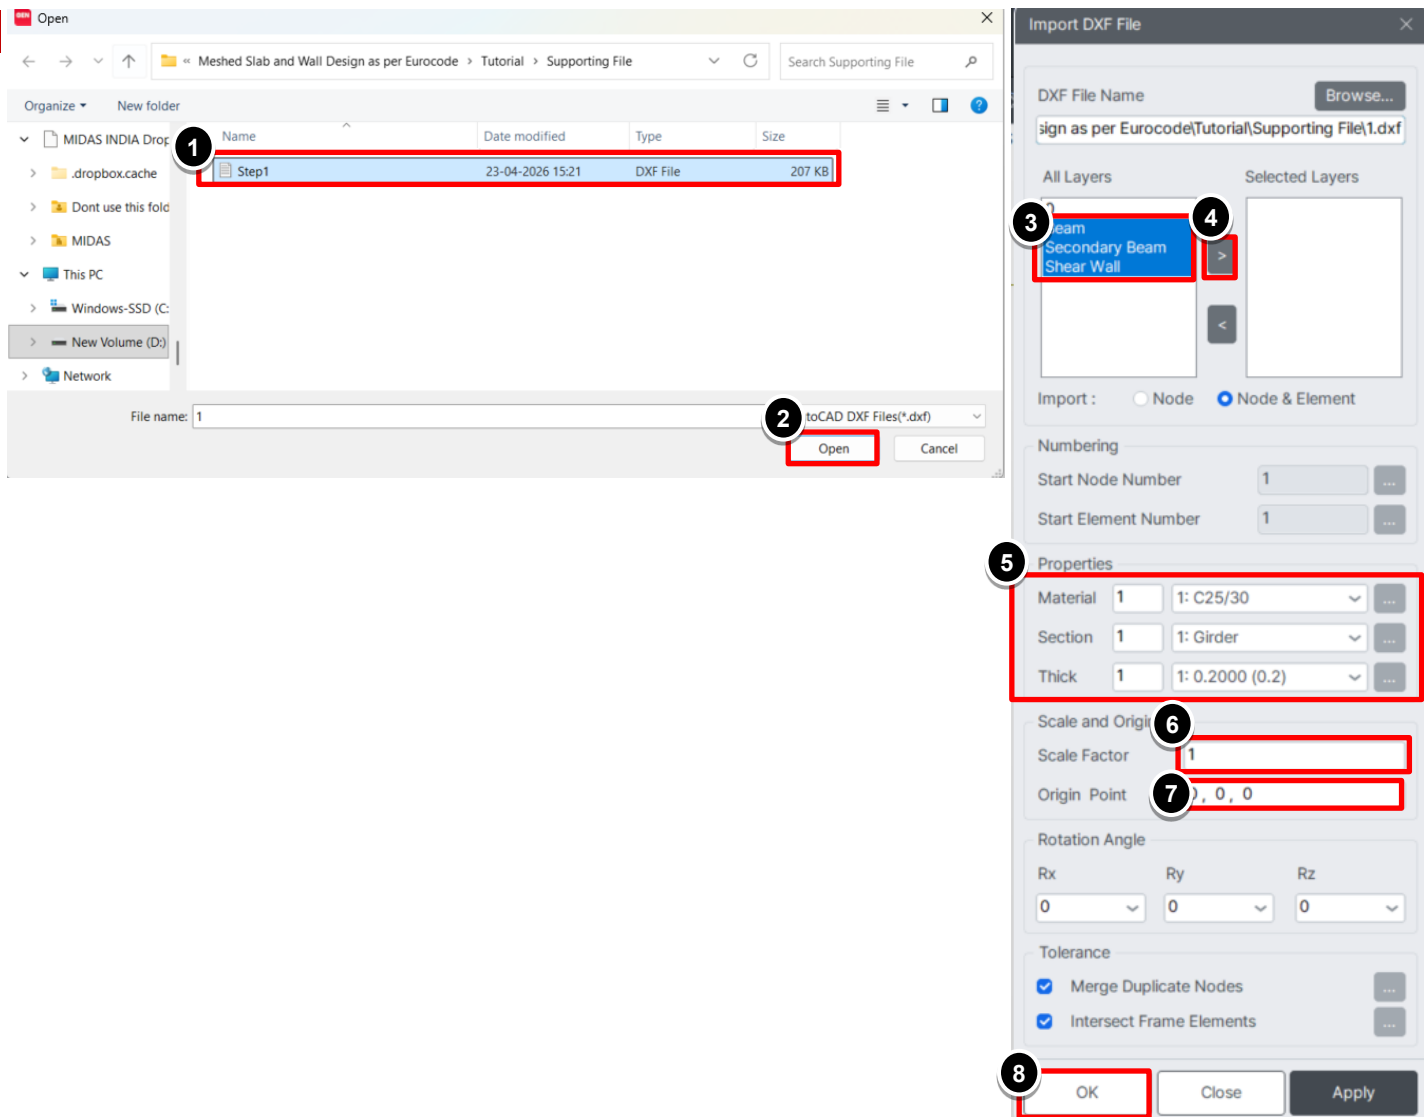 GEN Open
« Meshed Slab and Wall Design as per Eurocode > Tutorial > Supporting File
Search Supporting File
Organize New folder
?
MIDAS INDIA Drop
.dropbox.cache
Dont use this fold
MIDAS
This PC
Windows-SSD (C:
New Volume (D:)
Network
Name Date modified Type Size
1
Step1 23-04-2026 15:21 DXF File 207 KB
File name: 1
2
toCAD DXF Files(*.dxf)
Open Cancel
Import DXF File
DXF File Name Browse...
sign as per Eurocode\Tutorial\Supporting File\1.dxf
All Layers Selected Layers
0
3
4
eam
Secondary Beam
Shear Wall
>
<
Import : Node Node & Element
Numbering
Start Node Number 1 ...
Start Element Number 1 ...
5
Properties
Material 1 1: C25/30 ...
Section 1 1: Girder ...
Thick 1 1: 0.2000 (0.2) ...
Scale and Origi
6
Scale Factor 1
Origin Point 7 0, 0, 0
Rotation Angle
Rx Ry Rz
0 0 0
Tolerance
Merge Duplicate Nodes ...
Intersect Frame Elements ...
8
OK Close Apply